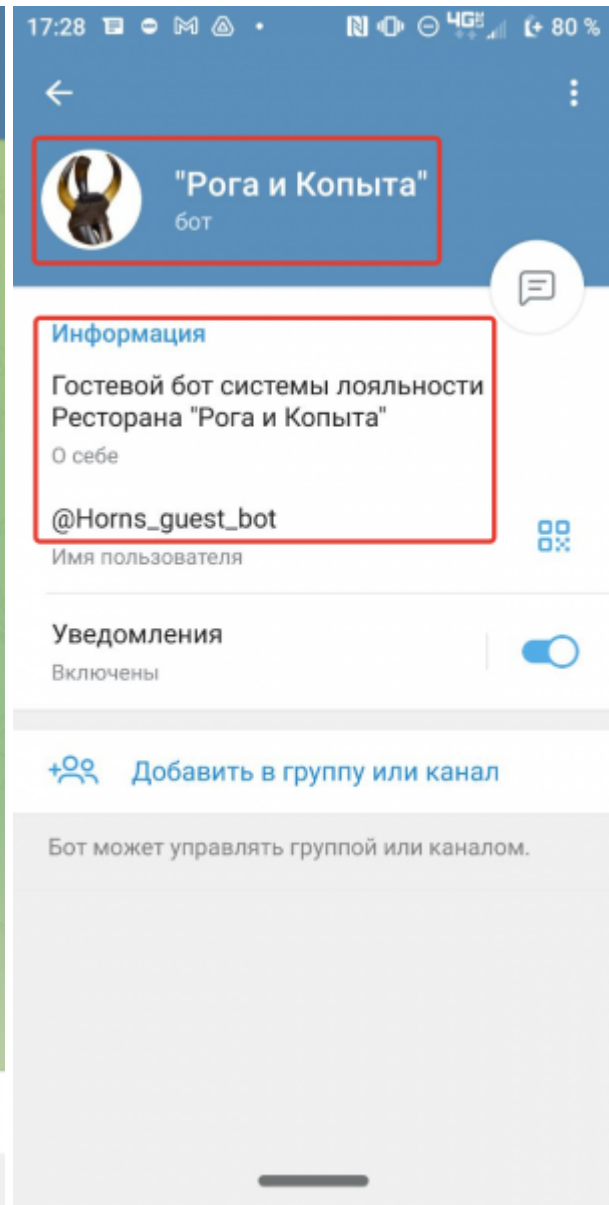 17:28
4G
80 %
"Рога и Копыта"
бот
Информация
Гостевой бот системы лояльности
Ресторана "Рога и Копыта"
О себе
@Horns_guest_bot
Имя пользователя
Уведомления
Включены
Добавить в группу или канал
Бот может управлять группой или каналом.